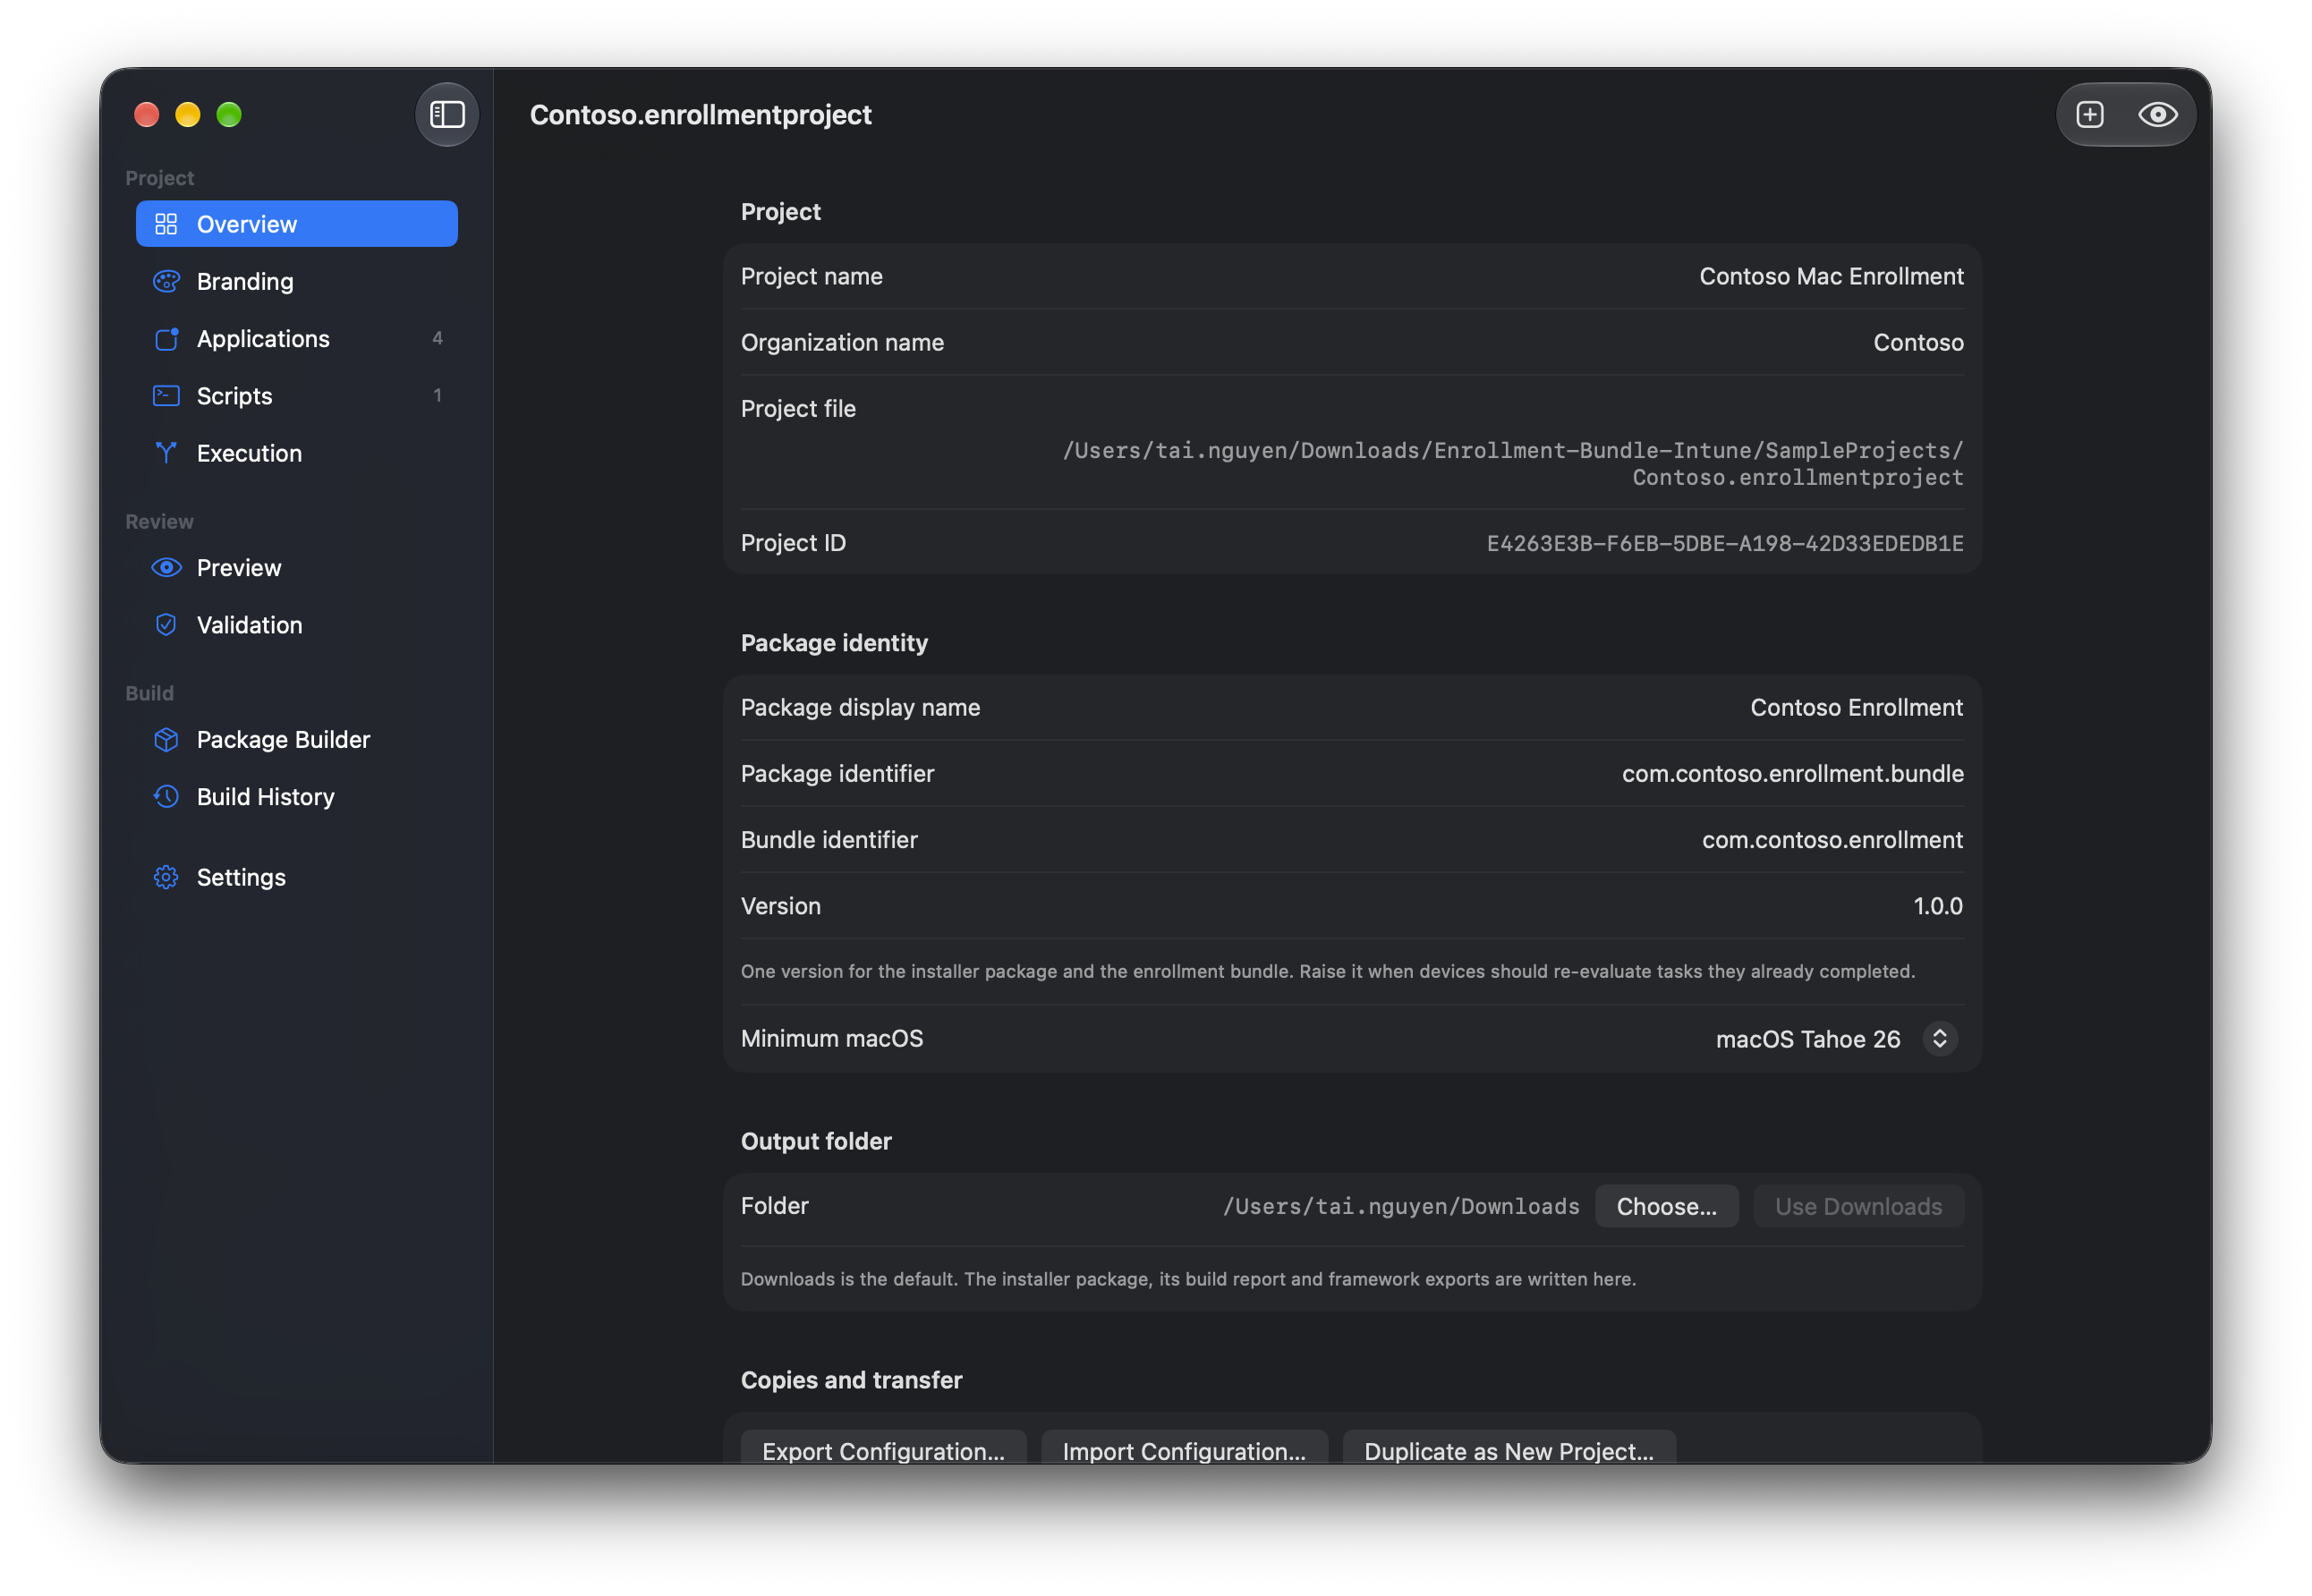 Contoso.enrollmentproject
Project
Overview
Branding
Applications 4
Scripts 1
Execution
Review
Preview
Validation
Build
Package Builder
Build History
Settings
Project
Project name Contoso Mac Enrollment
Organization name Contoso
Project file
/Users/tai.nguyen/Downloads/Enrollment-Bundle-Intune/SampleProjects/
Contoso.enrollmentproject
Project ID E4263E3B-F6EB-5DBE-A198-42D33EDEDB1E
Package identity
Package display name Contoso Enrollment
Package identifier com.contoso.enrollment.bundle
Bundle identifier com.contoso.enrollment
Version 1.0.0
One version for the installer package and the enrollment bundle. Raise it when devices should re-evaluate tasks they already completed.
Minimum macOS macOS Tahoe 26
Output folder
Folder /Users/tai.nguyen/Downloads Choose... Use Downloads
Downloads is the default. The installer package, its build report and framework exports are written here.
Copies and transfer
Export Configuration... Import Configuration... Duplicate as New Project...